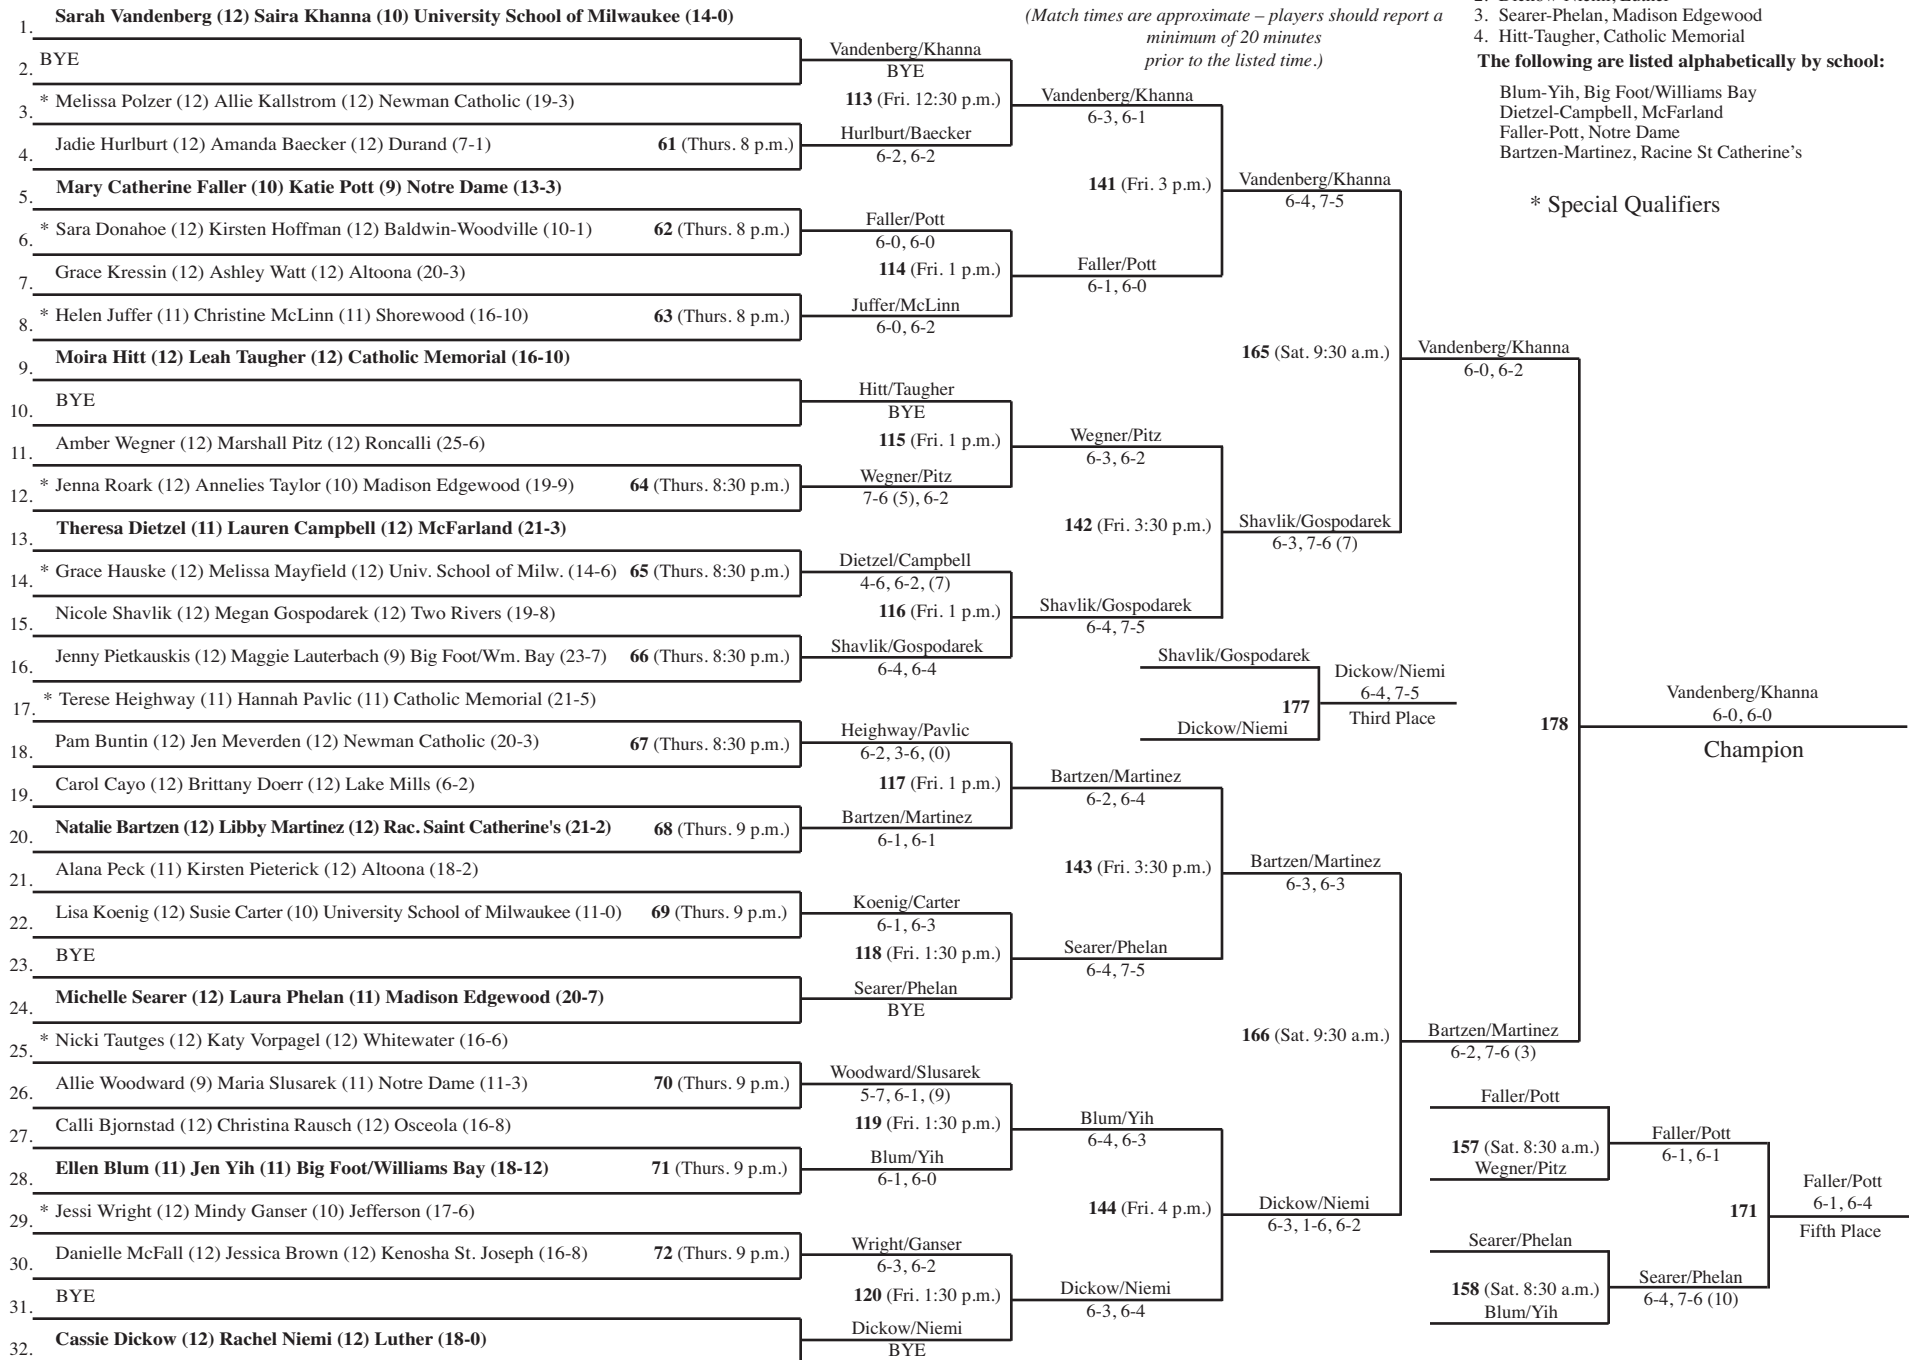 1. Sarah Vandenberg (12) Saira Khanna (10) University School of Milwaukee (14-0)
2. BYE
3. * Melissa Polzer (12) Allie Kallstrom (12) Newman Catholic (19-3)
4. Jadie Hurlburt (12) Amanda Baecker (12) Durand (7-1) 61 (Thurs. 8 p.m.)
5. Mary Catherine Faller (10) Katie Pott (9) Notre Dame (13-3)
6. * Sara Donahoe (12) Kirsten Hoffman (12) Baldwin-Woodville (10-1) 62 (Thurs. 8 p.m.)
7. Grace Kressin (12) Ashley Watt (12) Altoona (20-3)
8. * Helen Juffer (11) Christine McLinn (11) Shorewood (16-10) 63 (Thurs. 8 p.m.)
9. Moira Hitt (12) Leah Taugher (12) Catholic Memorial (16-10)
10. BYE
11. Amber Wegner (12) Marshall Pitz (12) Roncalli (25-6)
12. * Jenna Roark (12) Annelies Taylor (10) Madison Edgewood (19-9) 64 (Thurs. 8:30 p.m.)
13. Theresa Dietzel (11) Lauren Campbell (12) McFarland (21-3)
14. * Grace Hauske (12) Melissa Mayfield (12) Univ. School of Milw. (14-6) 65 (Thurs. 8:30 p.m.)
15. Nicole Shavlik (12) Megan Gospodarek (12) Two Rivers (19-8)
16. Jenny Pietkauskis (12) Maggie Lauterbach (9) Big Foot/Wm. Bay (23-7) 66 (Thurs. 8:30 p.m.)
17. * Terese Heighway (11) Hannah Pavlic (11) Catholic Memorial (21-5)
18. Pam Buntin (12) Jen Meverden (12) Newman Catholic (20-3) 67 (Thurs. 8:30 p.m.)
19. Carol Cayo (12) Brittany Doerr (12) Lake Mills (6-2)
20. Natalie Bartzen (12) Libby Martinez (12) Rac. Saint Catherine's (21-2) 68 (Thurs. 9 p.m.)
21. Alana Peck (11) Kirsten Pieterick (12) Altoona (18-2)
22. Lisa Koenig (12) Susie Carter (10) University School of Milwaukee (11-0) 69 (Thurs. 9 p.m.)
23. BYE
24. Michelle Searer (12) Laura Phelan (11) Madison Edgewood (20-7)
25. * Nicki Tautges (12) Katy Vorpagel (12) Whitewater (16-6)
26. Allie Woodward (9) Maria Slusarek (11) Notre Dame (11-3) 70 (Thurs. 9 p.m.)
27. Calli Bjornstad (12) Christina Rausch (12) Osceola (16-8)
28. Ellen Blum (11) Jen Yih (11) Big Foot/Williams Bay (18-12) 71 (Thurs. 9 p.m.)
29. * Jessi Wright (12) Mindy Ganser (10) Jefferson (17-6)
30. Danielle McFall (12) Jessica Brown (12) Kenosha St. Joseph (16-8) 72 (Thurs. 9 p.m.)
31. BYE
32. Cassie Dickow (12) Rachel Niemi (12) Luther (18-0)
Vandenberg/Khanna
BYE
113 (Fri. 12:30 p.m.)
Hurlburt/Baecker
6-2, 6-2
Faller/Pott
6-0, 6-0
114 (Fri. 1 p.m.)
Juffer/McLinn
6-0, 6-2
Hitt/Taugher
BYE
115 (Fri. 1 p.m.)
Wegner/Pitz
7-6 (5), 6-2
Dietzel/Campbell
4-6, 6-2, (7)
116 (Fri. 1 p.m.)
Shavlik/Gospodarek
6-4, 6-4
Heighway/Pavlic
6-2, 3-6, (0)
117 (Fri. 1 p.m.)
Bartzen/Martinez
6-1, 6-1
Koenig/Carter
6-1, 6-3
118 (Fri. 1:30 p.m.)
Searer/Phelan
BYE
Woodward/Slusarek
5-7, 6-1, (9)
119 (Fri. 1:30 p.m.)
Blum/Yih
6-1, 6-0
Wright/Ganser
6-3, 6-2
120 (Fri. 1:30 p.m.)
Dickow/Niemi
BYE
(Match times are approximate – players should report a
minimum of 20 minutes
prior to the listed time.)
Vandenberg/Khanna
6-3, 6-1
141 (Fri. 3 p.m.)
Faller/Pott
6-1, 6-0
Wegner/Pitz
6-3, 6-2
142 (Fri. 3:30 p.m.)
Shavlik/Gospodarek
6-4, 7-5
Bartzen/Martinez
6-2, 6-4
143 (Fri. 3:30 p.m.)
Searer/Phelan
6-4, 7-5
Blum/Yih
6-4, 6-3
144 (Fri. 4 p.m.)
Dickow/Niemi
6-3, 6-4
Vandenberg/Khanna
6-4, 7-5
165 (Sat. 9:30 a.m.)
Shavlik/Gospodarek
6-3, 7-6 (7)
Bartzen/Martinez
6-3, 6-3
166 (Sat. 9:30 a.m.)
Dickow/Niemi
6-3, 1-6, 6-2
Shavlik/Gospodarek
177
Dickow/Niemi
Dickow/Niemi
6-4, 7-5
Third Place
Vandenberg/Khanna
6-0, 6-2
178
Bartzen/Martinez
6-2, 7-6 (3)
Vandenberg/Khanna
6-0, 6-0
Champion
Faller/Pott
157 (Sat. 8:30 a.m.)
Wegner/Pitz
Faller/Pott
6-1, 6-1
171
Searer/Phelan
158 (Sat. 8:30 a.m.)
Blum/Yih
Searer/Phelan
6-4, 7-6 (10)
Faller/Pott
6-1, 6-4
Fifth Place
3. Searer-Phelan, Madison Edgewood
4. Hitt-Taugher, Catholic Memorial
The following are listed alphabetically by school:
Blum-Yih, Big Foot/Williams Bay
Dietzel-Campbell, McFarland
Faller-Pott, Notre Dame
Bartzen-Martinez, Racine St Catherine's
* Special Qualifiers